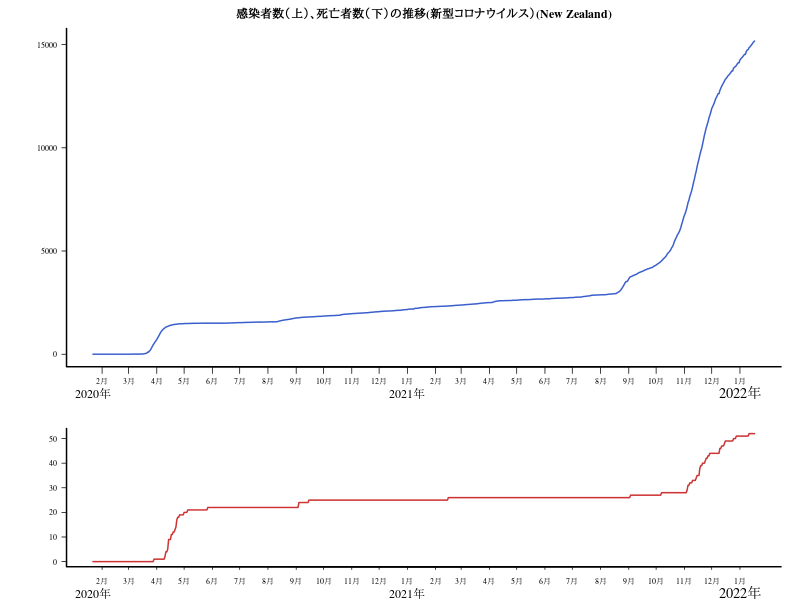 感染者数（上）、死亡者数（下）の推移(新型コロナウイルス）(New Zealand)
15000
10000
5000
0
2月 3月 4月 5月 6月 7月 8月 9月 10月 11月 12月 1月 2月 3月 4月 5月 6月 7月 8月 9月 10月 11月 12月 1月
2020年 2021年 2022年
50
40
30
20
10
0
2月 3月 4月 5月 6月 7月 8月 9月 10月 11月 12月 1月 2月 3月 4月 5月 6月 7月 8月 9月 10月 11月 12月 1月
2020年 2021年 2022年